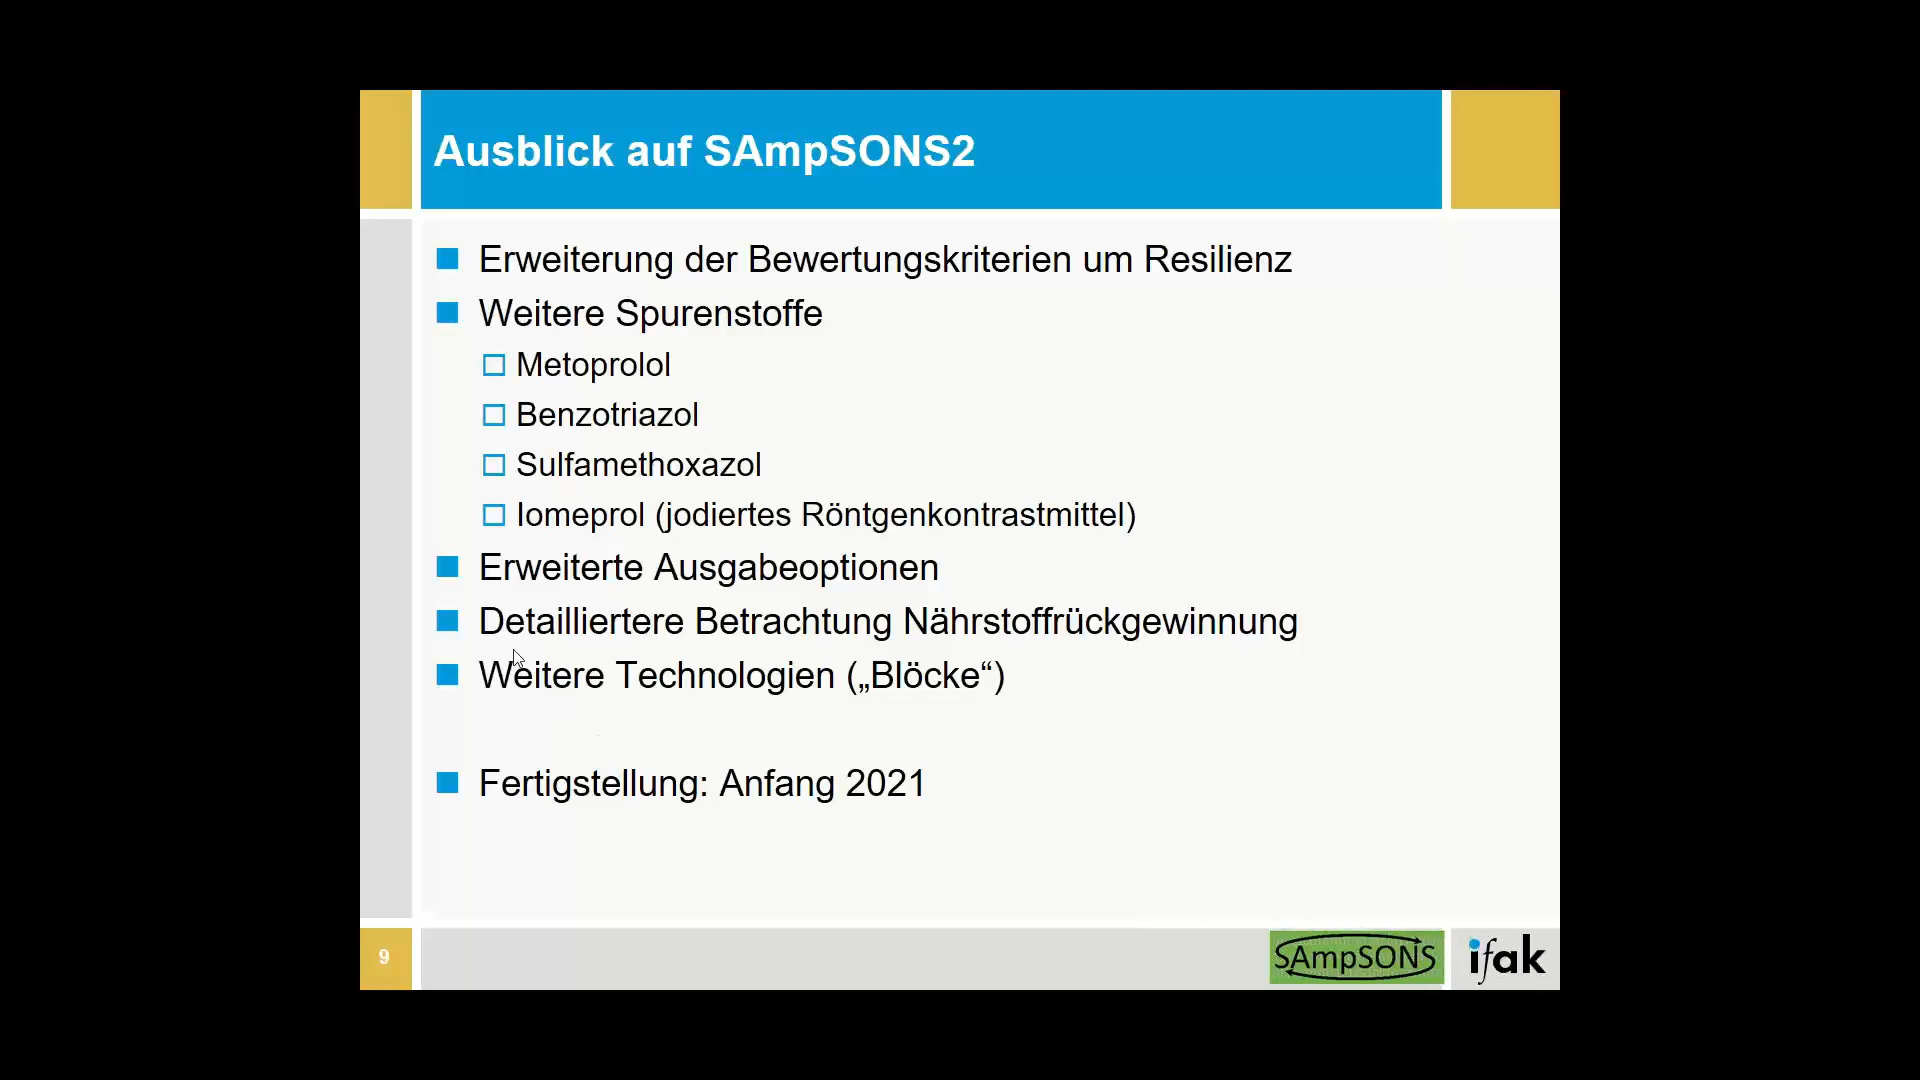 Ausblick auf SAmpSONS2
Erweiterung der Bewertungskriterien um Resilienz
Weitere Spurenstoffe
Metoprolol
Benzotriazol
Sulfamethoxazol
Iomeprol (jodiertes Röntgenkontrastmittel)
Erweiterte Ausgabeoptionen
Detailliertere Betrachtung Nährstoffrückgewinnung
Weitere Technologien („Blöcke“)
Fertigstellung: Anfang 2021
9
SAmpSONS
ifak